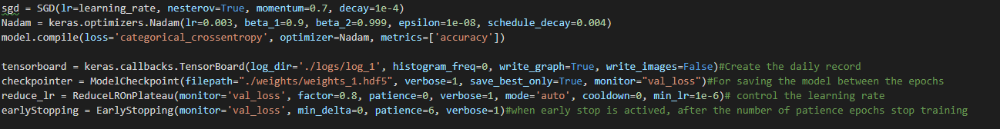 sgd = SGD(lr=learning_rate, nesterov=True, momentum=0.7, decay=1e-4)
Nadam = keras.optimizers.Nadam(lr=0.003, beta_1=0.9, beta_2=0.999, epsilon=1e-08, schedule_decay=0.004)
model.compile(loss='categorical_crossentropy', optimizer=Nadam, metrics=['accuracy'])
tensorboard = keras.callbacks.TensorBoard(log_dir='./logs/log_1', histogram_freq=0, write_graph=True, write_images=False)#Create the daily record
checkpointer = ModelCheckpoint(filepath="./weights/weights_1.hdf5", verbose=1, save_best_only=True, monitor="val_loss")#For saving the model between the epochs
reduce_lr = ReduceLROnPlateau(monitor='val_loss', factor=0.8, patience=0, verbose=1, mode='auto', cooldown=0, min_lr=1e-6)# control the learning rate
earlyStopping = EarlyStopping(monitor='val_loss', min_delta=0, patience=6, verbose=1)#when early stop is actived, after the number of patience epochs stop training